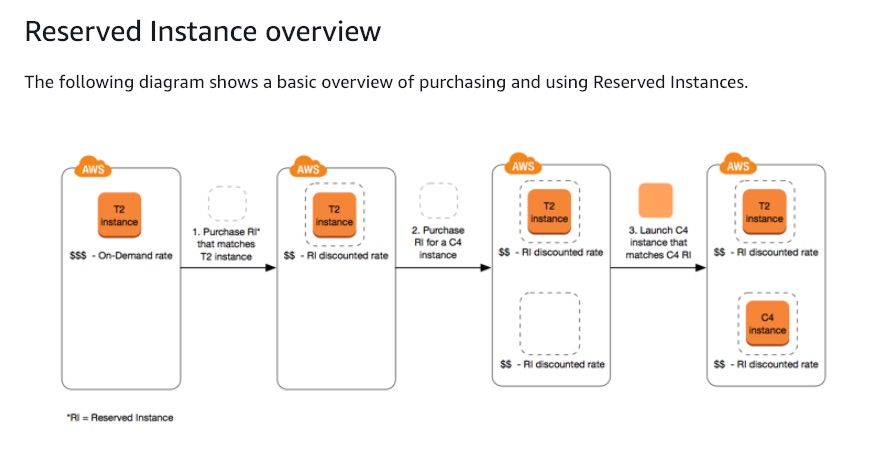 Reserved Instance overview
The following diagram shows a basic overview of purchasing and using Reserved Instances.
AWS
T2
instance
$$$ - On-Demand rate
1. Purchase RI*
that matches
T2 instance
AWS
T2
instance
$$ - RI discounted rate
2. Purchase
RI for a C4
instance
AWS
T2
instance
$$ - RI discounted rate
$$ - RI discounted rate
3. Launch C4
instance that
matches C4 RI
AWS
T2
instance
$$ - RI discounted rate
C4
instance
$$ - RI discounted rate
*RI = Reserved Instance